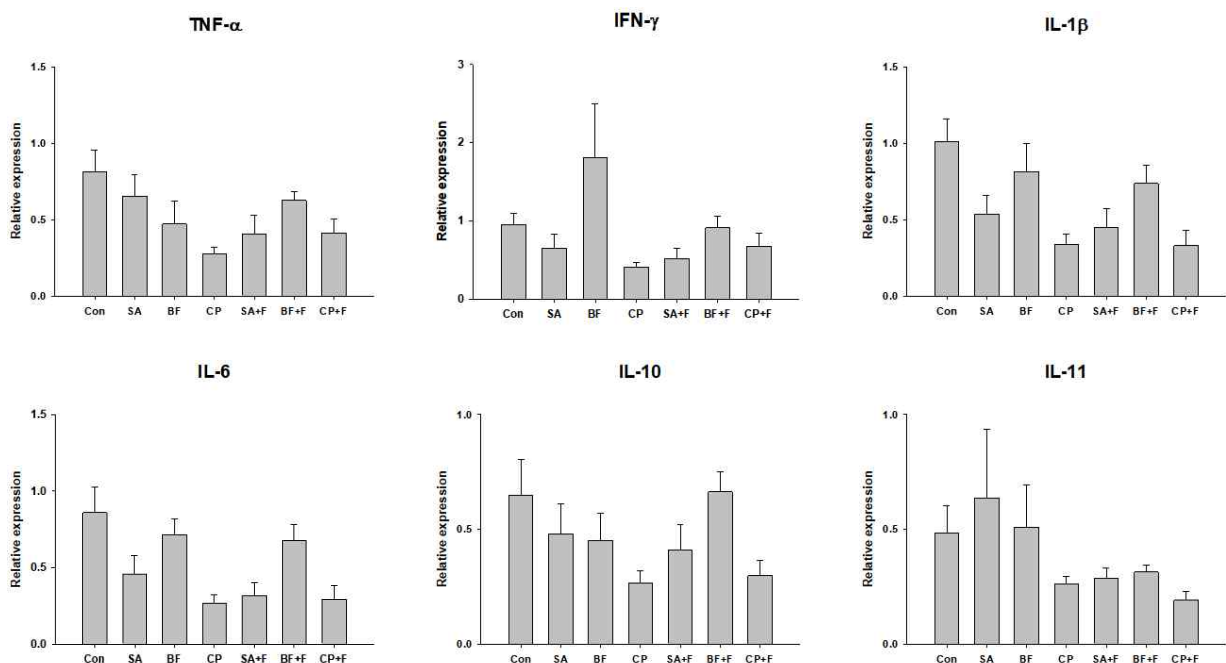 TNF-α
1.5
1.0
0.5
0.0
Relative expression
Con SA BF CP SA+F BF+F CP+F
IFN-γ
3
2
1
0
Relative expression
Con SA BF CP SA+F BF+F CP+F
IL-1β
1.5
1.0
0.5
0.0
Relative expression
Con SA BF CP SA+F BF+F CP+F
IL-6
1.5
1.0
0.5
0.0
Relative expression
Con SA BF CP SA+F BF+F CP+F
IL-10
1.0
0.5
0.0
Relative expression
Con SA BF CP SA+F BF+F CP+F
IL-11
1.0
0.5
0.0
Relative expression
Con SA BF CP SA+F BF+F CP+F